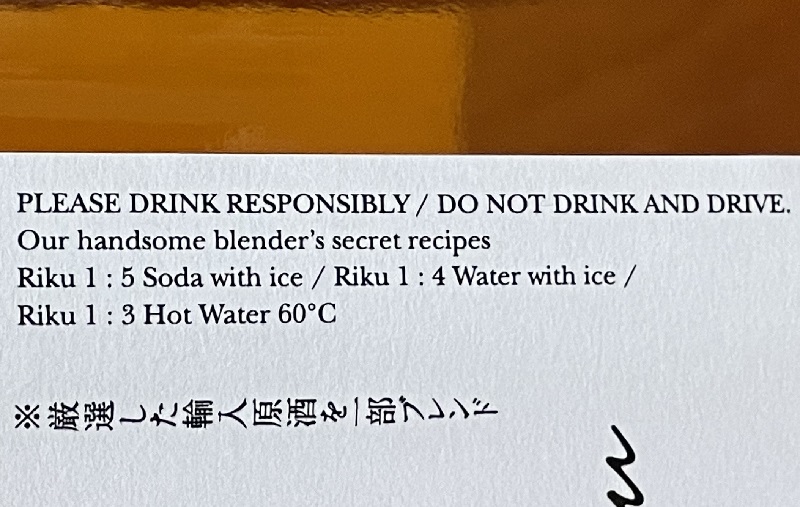 PLEASE DRINK RESPONSIBLY / DO NOT DRINK AND DRIVE.
Our handsome blender's secret recipes
Riku 1 : 5 Soda with ice / Riku 1 : 4 Water with ice /
Riku 1 : 3 Hot Water 60°C
※厳選した輸入原酒を一部ブレンド